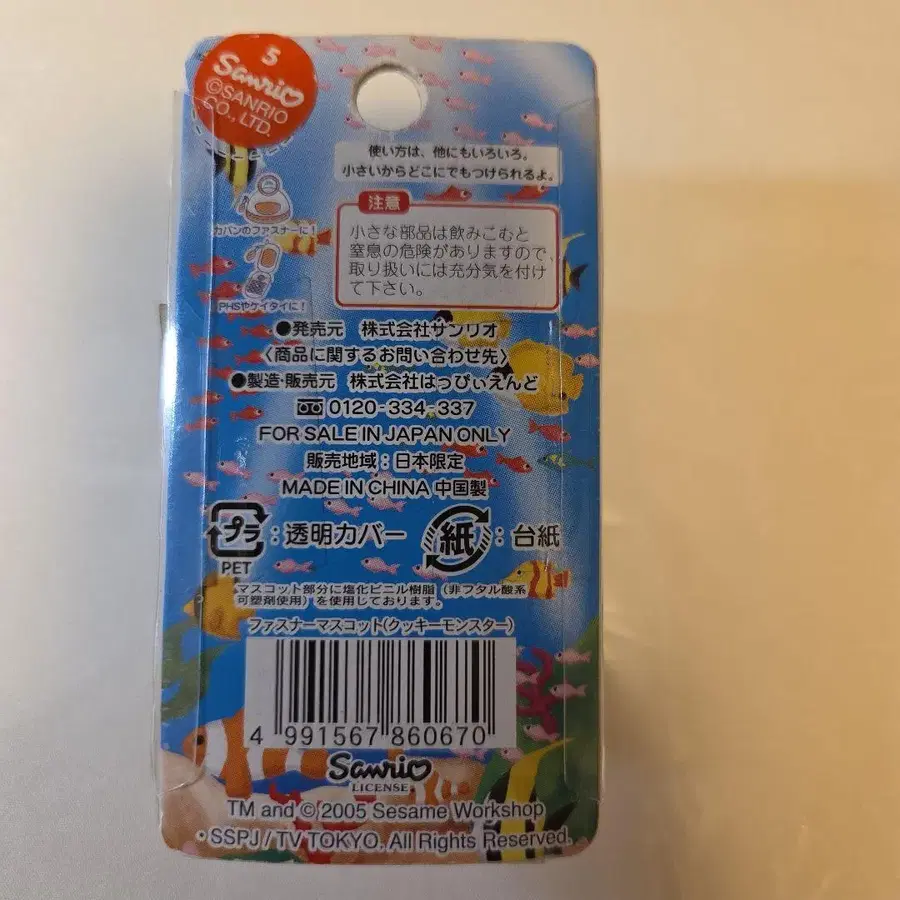 5
Sanrio
©SANRIO
CO., LTD.
使い方は、他にもいろいろ。
小さいからどこにでもつけられるよ。
注意
小さな部品は飲みこむと
窒息の危険がありますので、
取り扱いには充分気を付け
て下さい。
カバンのファスナーに!
PHSやケイタイに!
●発売元 株式会社サンリオ
〈商品に関するお問い合わせ先〉
●製造・販売元 株式会社はっぴぃえんど
0120-334-337
FOR SALE IN JAPAN ONLY
販売地域:日本限定
MADE IN CHINA 中国製
プラ:透明カバー 紙:台紙
PET
マスコット部分に塩化ビニル樹脂(非フタル酸系
可塑剤使用)を使用しております。
ファスナーマスコット(クッキーモンスター)
4 991567 860670
Sanrio
LICENSE
TM and © 2005 Sesame Workshop
・SSPJ / TV TOKYO. All Rights Reserved.